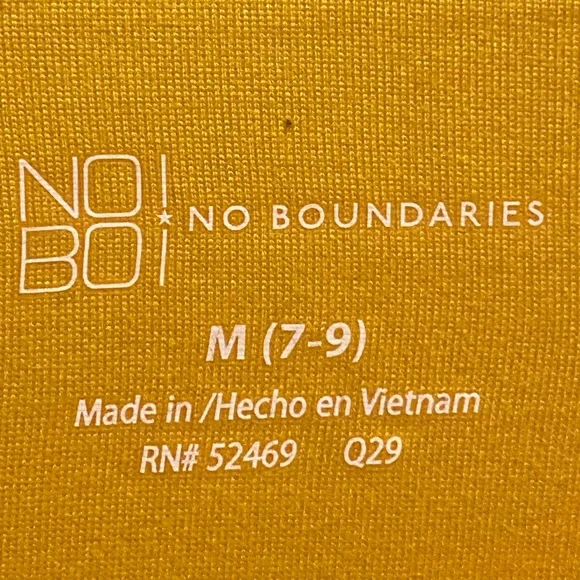 NO
BO
NO BOUNDARIES
M (7-9)
Made in /Hecho en Vietnam
RN# 52469 Q29